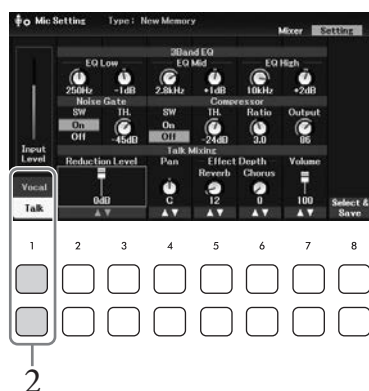 Mic Setting Type: New Memory
Mixer Setting
3Band EQ
EQ Low EQ Mid EQ High
250Hz -1dB 2.8kHz +1dB 10kHz +2dB
Noise Gate Compressor
SW TH. SW TH. Ratio Output
On On
Off -45dB Off -24dB 3.0 86
Input Level
Talk Mixing
Reduction Level Pan Effect Depth Volume
Reverb Chorus
Vocal
Talk
0dB C 12 0 100
Select & Save
1 2 3 4 5 6 7 8
2